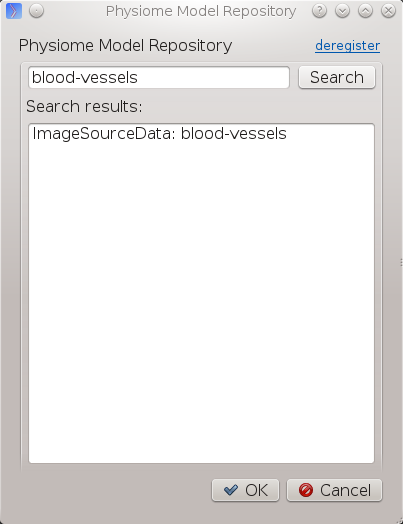 Physiome Model Repository
Physiome Model Repository deregister
blood-vessels Search
Search results:
ImageSourceData: blood-vessels
OK Cancel